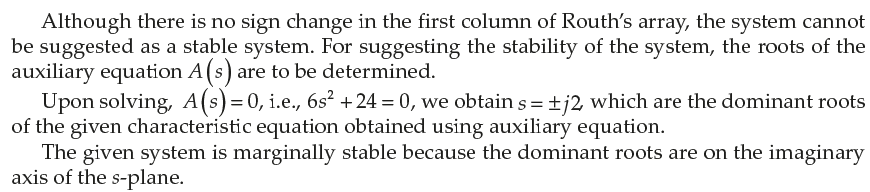 Although there is no sign change in the first column of Routh's array, the system cannot
be suggested as a stable system. For suggesting the stability of the system, the roots of the
auxiliary equation A(s) are to be determined.
Upon solving, A(s) = 0, i.e., 6s² + 24 = 0, we obtain s = ±j2, which are the dominant roots
of the given characteristic equation obtained using auxiliary equation.
The given system is marginally stable because the dominant roots are on the imaginary
axis of the s-plane.